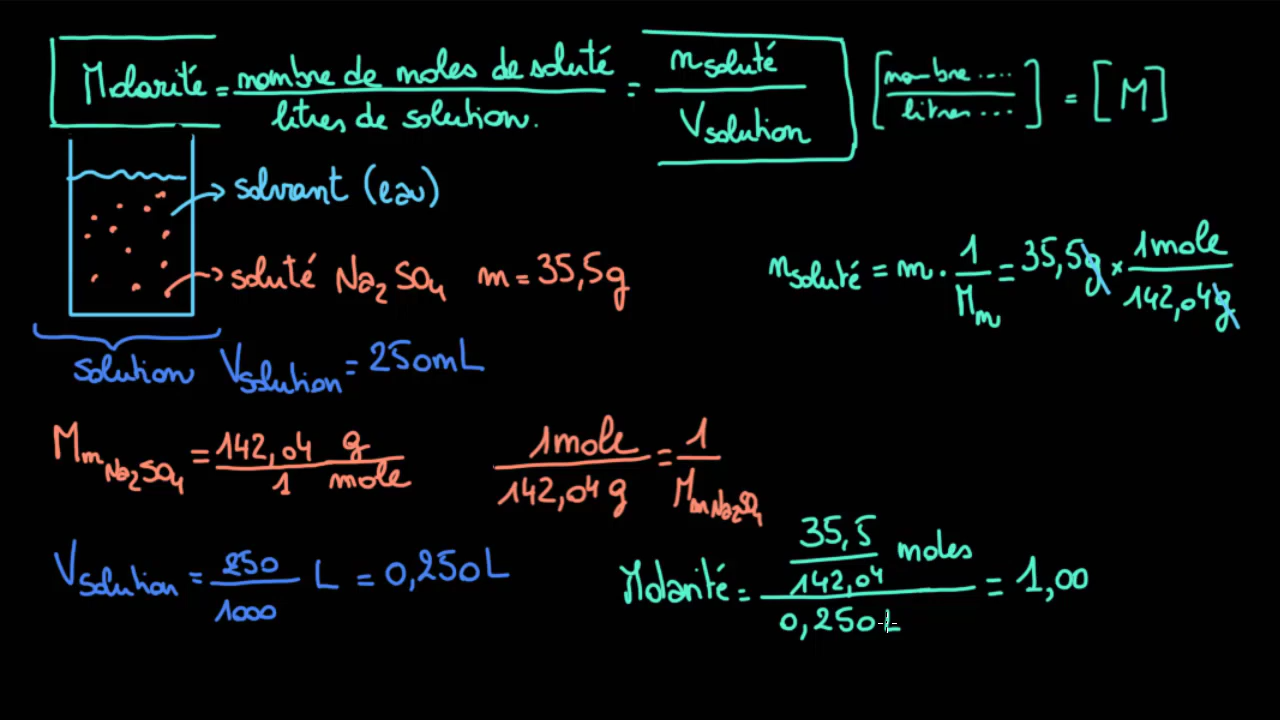 Molarité = nombre de moles de soluté / litres de solution. = n soluté / V solution [nombre .... / litres ...] = [M]
solvant (eau)
soluté Na₂SO₄ m = 35,5g
n soluté = m · 1 / Mm = 35,5g × 1mole / 142,04g
solution V solution = 250mL
Mm Na₂SO₄ = 142,04 g / 1 mole
1mole / 142,04g = 1 / Mm Na₂SO₄
V solution = 250 / 1000 L = 0,250L
Molarité = 35,5 / 142,04 moles / 0,250L = 1,00